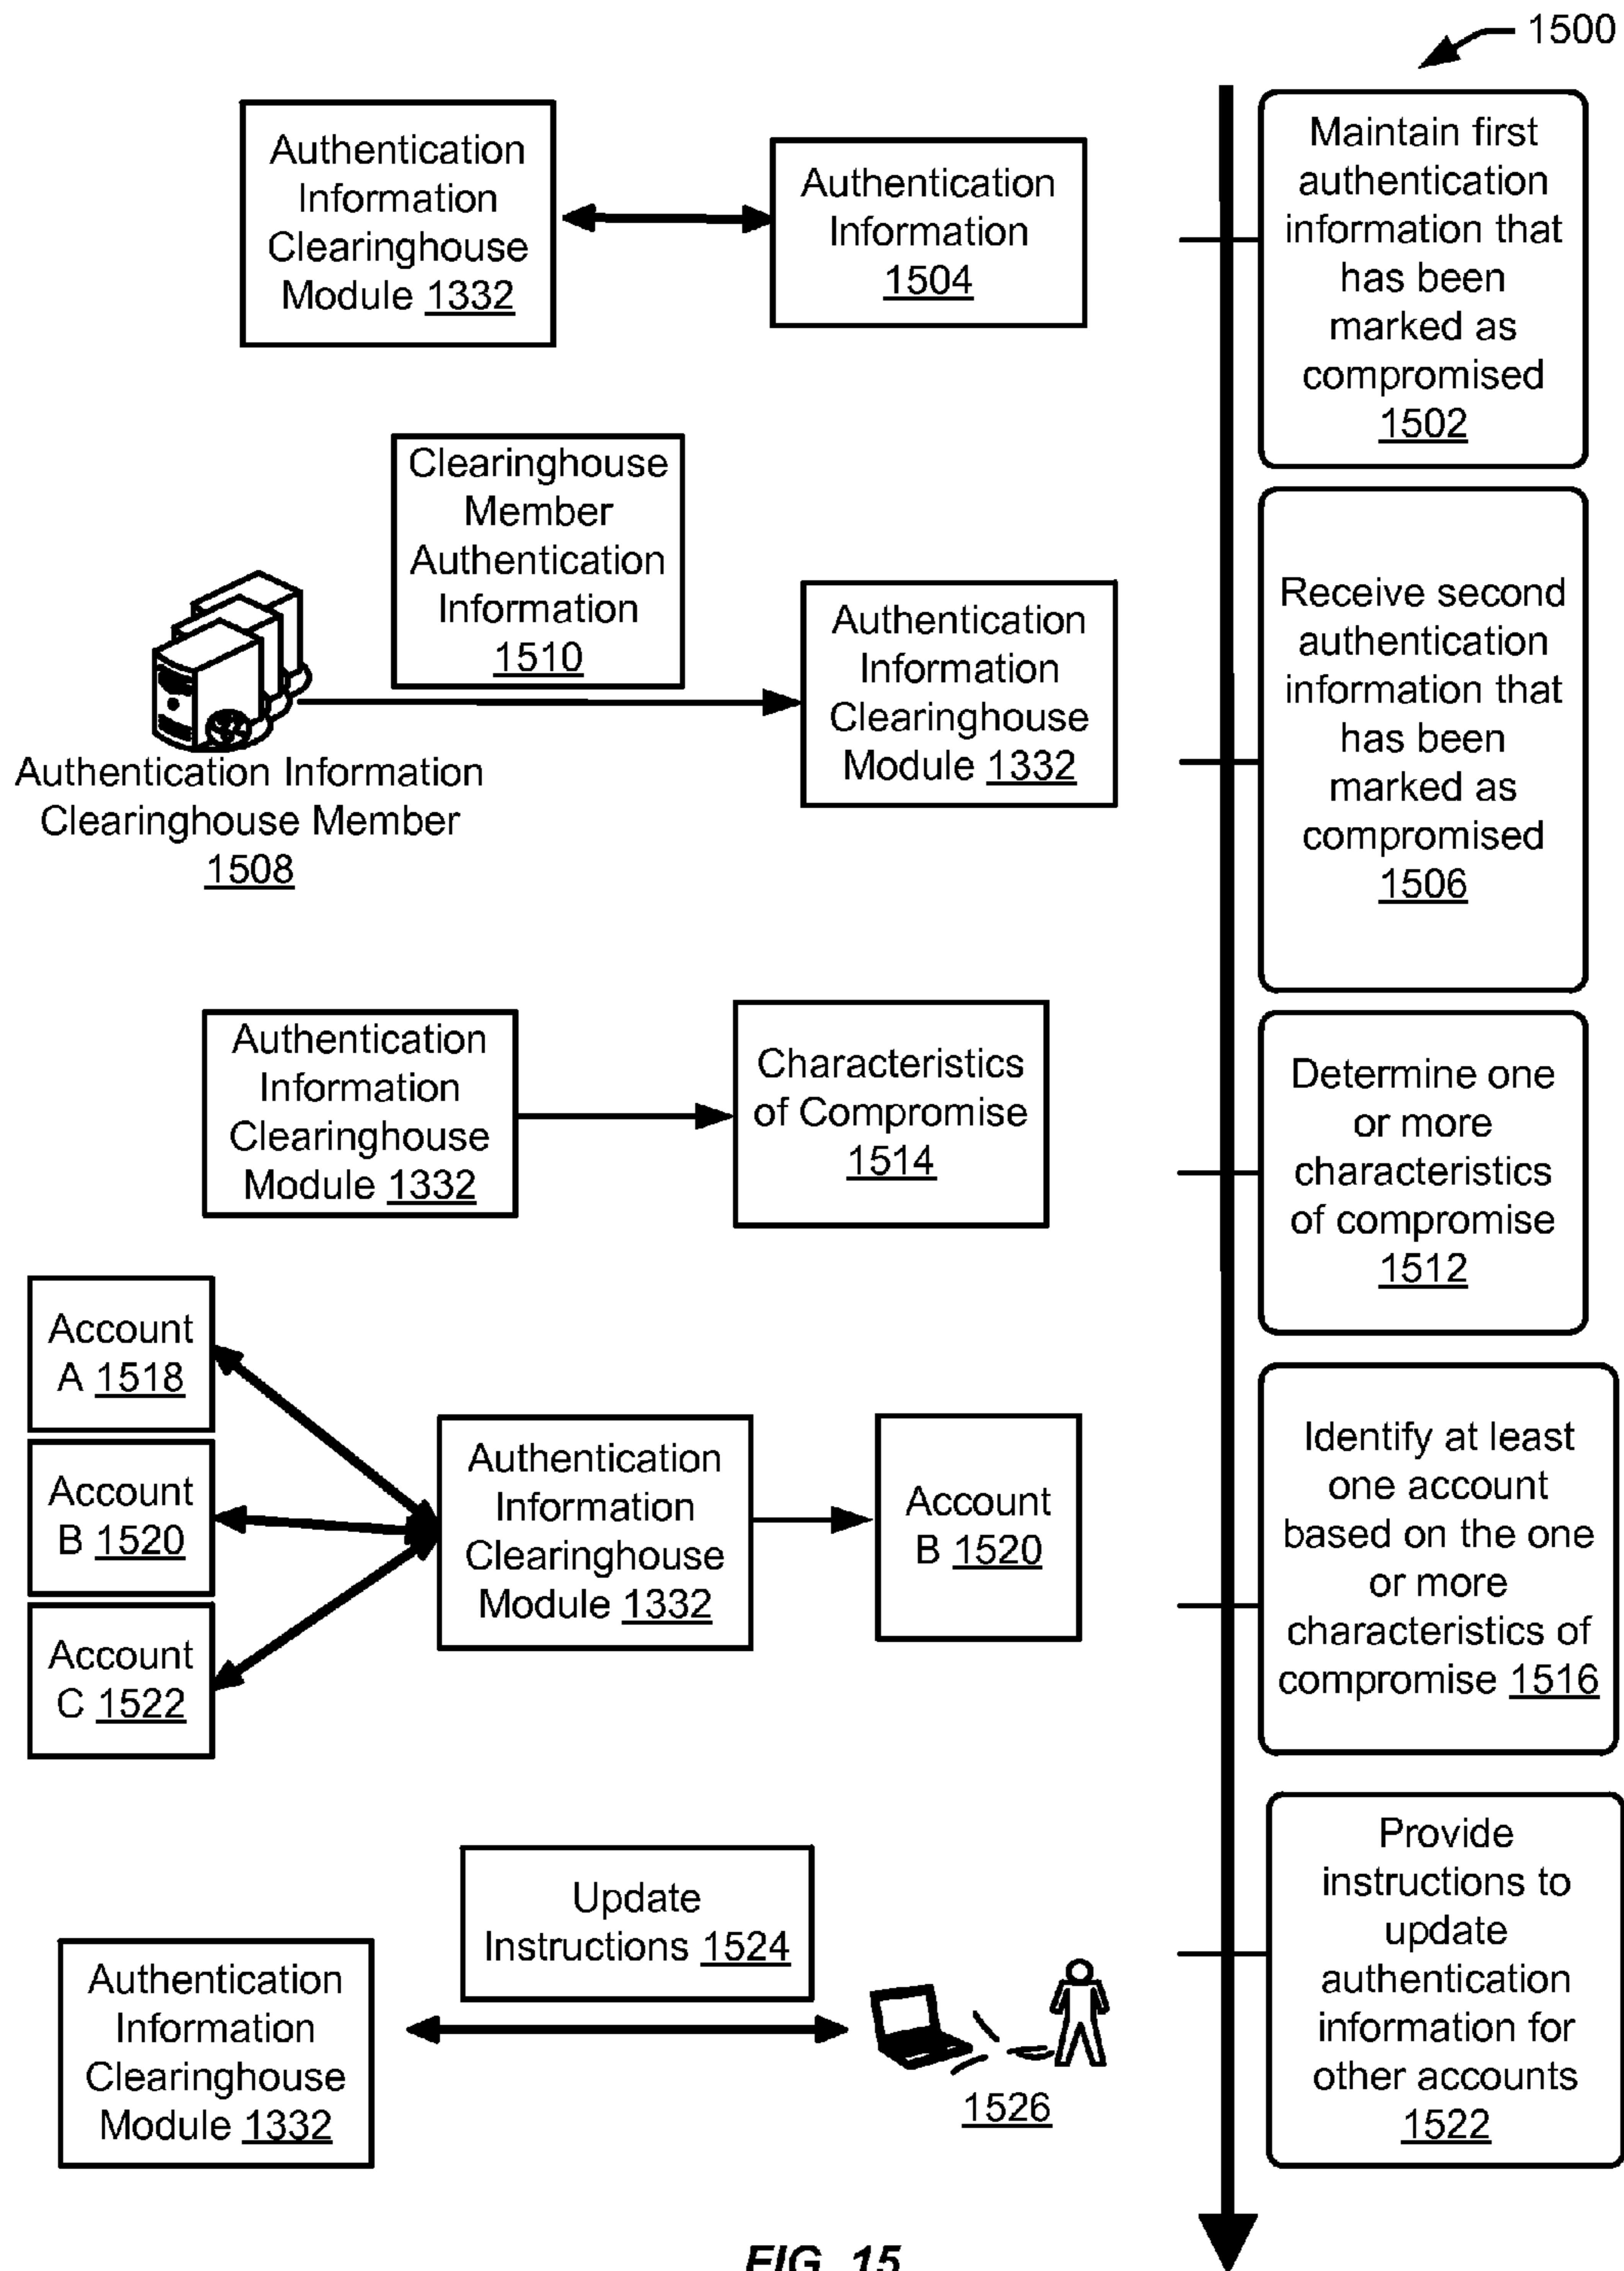 1500
Authentication
Information
Clearinghouse
Module 1332
Authentication
Information
1504
Maintain first
authentication
information that
has been
marked as
compromised
1502
Clearinghouse
Member
Authentication
Information
1510
Authentication Information
Clearinghouse Member
1508
Authentication
Information
Clearinghouse
Module 1332
Receive second
authentication
information that
has been
marked as
compromised
1506
Authentication
Information
Clearinghouse
Module 1332
Characteristics
of Compromise
1514
Determine one
or more
characteristics
of compromise
1512
Account
A 1518
Account
B 1520
Account
C 1522
Authentication
Information
Clearinghouse
Module 1332
Account
B 1520
Identify at least
one account
based on the one
or more
characteristics of
compromise 1516
Authentication
Information
Clearinghouse
Module 1332
Update
Instructions 1524
1526
Provide
instructions to
update
authentication
information for
other accounts
1522
FIG. 15